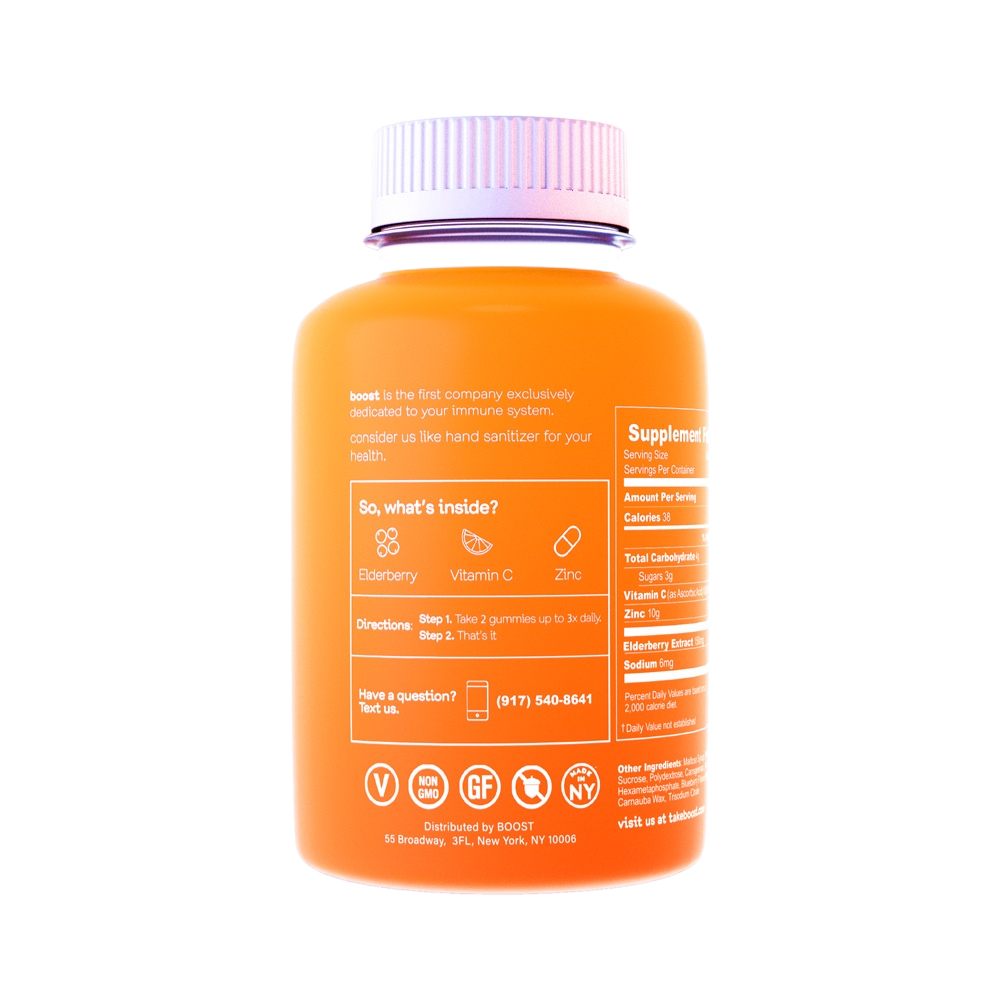 boost is the first company exclusively
dedicated to your immune system.
consider us like hand sanitizer for your
health.
So, what's inside?
Elderberry Vitamin C Zinc
Directions: Step 1. Take 2 gummies up to 3x daily.
Step 2. That's it
Have a question?
Text us.
(917) 540-8641
V NON GMO GF MADE IN NY
Distributed by BOOST
55 Broadway, 3FL, New York, NY 10006
Supplement
Serving Size
Servings Per Container
Amount Per Serving
Calories 38
Total Carbohydrate
Sugars 3g
Vitamin C (as Ascorbic
Zinc 10g
Elderberry Extract
Sodium 6mg
Percent Daily Values are
2,000 calorie diet.
† Daily Value not established
Other Ingredients:
Sucrose, Polydextrose,
Hexametaphosphate,
Carnauba Wax, Trisodium Citrate
visit us at takeboost